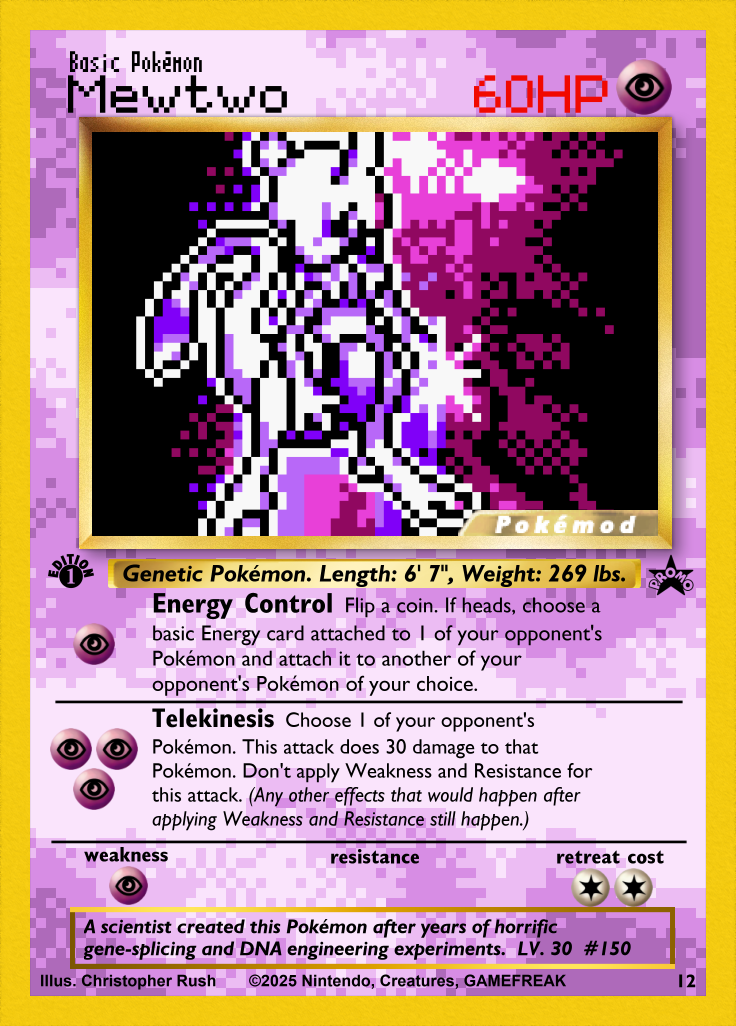 Basic Pokémon
Mewtwo 60HP
Pokémod
EDITION 1
Genetic Pokémon. Length: 6' 7", Weight: 269 lbs.
PROMO
Energy Control Flip a coin. If heads, choose a
basic Energy card attached to 1 of your opponent's
Pokémon and attach it to another of your
opponent's Pokémon of your choice.
Telekinesis Choose 1 of your opponent's
Pokémon. This attack does 30 damage to that
Pokémon. Don't apply Weakness and Resistance for
this attack. (Any other effects that would happen after
applying Weakness and Resistance still happen.)
weakness resistance retreat cost
A scientist created this Pokémon after years of horrific
gene-splicing and DNA engineering experiments. LV. 30 #150
Illus. Christopher Rush ©2025 Nintendo, Creatures, GAMEFREAK 12